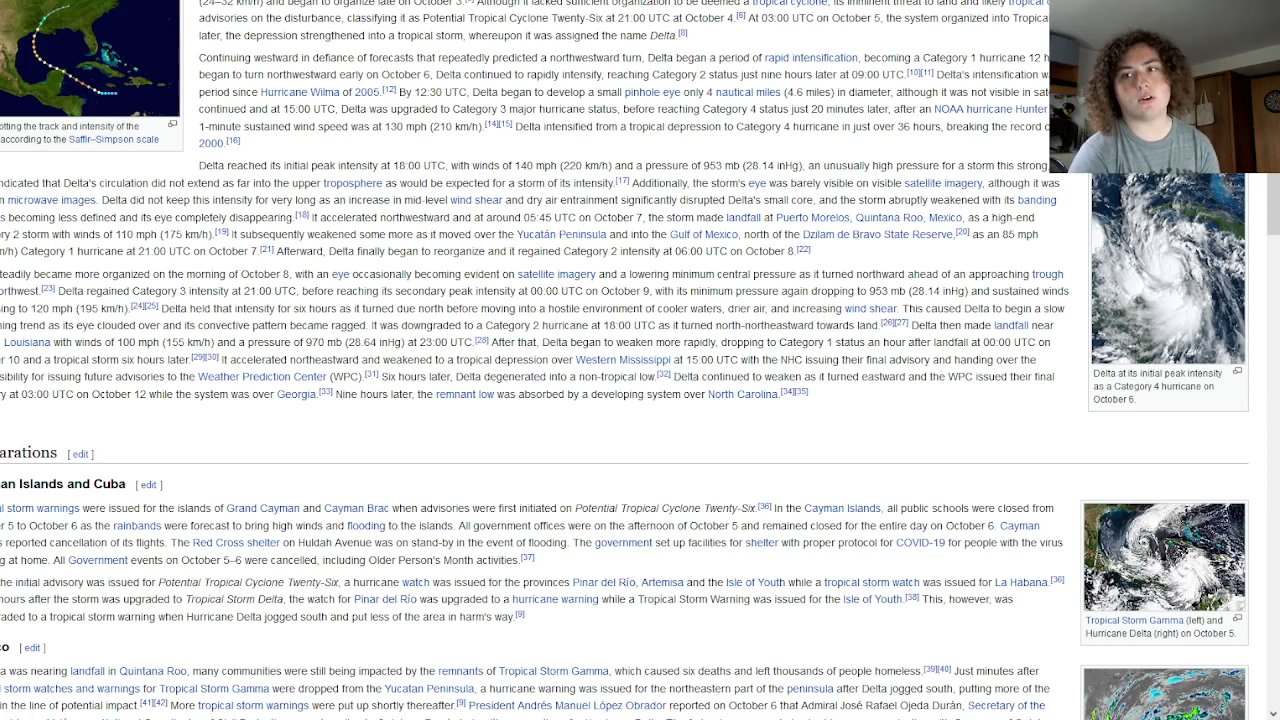 (24–32 km/h) and began to organize late on October 3.
Although it lacked sufficient organization to be deemed a tropical cyclone, its imminent threat to land and likely tropical
advisories on the disturbance, classifying it as Potential Tropical Cyclone Twenty-Six at 21:00 UTC at October 4.[6] At 03:00 UTC on October 5, the system organized into Tropica
later, the depression strengthened into a tropical storm, whereupon it was assigned the name Delta.[8]
Continuing westward in defiance of forecasts that repeatedly predicted a northwestward turn, Delta began a period of rapid intensification, becoming a Category 1 hurricane 12 h
began to turn northwestward early on October 6, Delta continued to rapidly intensify, reaching Category 2 status just nine hours later at 09:00 UTC.[10][11] Delta's intensification w
period since Hurricane Wilma of 2005.[12] By 12:30 UTC, Delta began to develop a small pinhole eye only 4 nautical miles (4.6 miles) in diameter, although it was not visible in sate
continued and at 15:00 UTC, Delta was upgraded to Category 3 major hurricane status, before reaching Category 4 status just 20 minutes later, after an NOAA hurricane Hunter
1-minute sustained wind speed was at 130 mph (210 km/h).[14][15] Delta intensified from a tropical depression to Category 4 hurricane in just over 36 hours, breaking the record o
2000.[16]
otting the track and intensity of the
according to the Saffir–Simpson scale
Delta reached its initial peak intensity at 18:00 UTC, with winds of 140 mph (220 km/h) and a pressure of 953 mb (28.14 inHg), an unusually high pressure for a storm this strong
ndicated that Delta's circulation did not extend as far into the upper troposphere as would be expected for a storm of its intensity.[17] Additionally, the storm's eye was barely visible on visible satellite imagery, although it was
n microwave images. Delta did not keep this intensity for very long as an increase in mid-level wind shear and dry air entrainment significantly disrupted Delta's small core, and the storm abruptly weakened with its banding
s becoming less defined and its eye completely disappearing.[18] It accelerated northwestward and at around 05:45 UTC on October 7, the storm made landfall at Puerto Morelos, Quintana Roo, Mexico, as a high-end
ry 2 storm with winds of 110 mph (175 km/h).[19] It subsequently weakened some more as it moved over the Yucatán Peninsula and into the Gulf of Mexico, north of the Dzilam de Bravo State Reserve,[20] as an 85 mph
m/h) Category 1 hurricane at 21:00 UTC on October 7.[21] Afterward, Delta finally began to reorganize and it regained Category 2 intensity at 06:00 UTC on October 8.[22]
teadily became more organized on the morning of October 8, with an eye occasionally becoming evident on satellite imagery and a lowering minimum central pressure as it turned northward ahead of an approaching trough
rthwest.[23] Delta regained Category 3 intensity at 21:00 UTC, before reaching its secondary peak intensity at 00:00 UTC on October 9, with its minimum pressure again dropping to 953 mb (28.14 inHg) and sustained winds
sing to 120 mph (195 km/h).[24][25] Delta held that intensity for six hours as it turned due north before moving into a hostile environment of cooler waters, drier air, and increasing wind shear. This caused Delta to begin a slow
ning trend as its eye clouded over and its convective pattern became ragged. It was downgraded to a Category 2 hurricane at 18:00 UTC as it turned north-northeastward towards land.[26][27] Delta then made landfall near
Louisiana with winds of 100 mph (155 km/h) and a pressure of 970 mb (28.64 inHg) at 23:00 UTC.[28] After that, Delta began to weaken more rapidly, dropping to Category 1 status an hour after landfall at 00:00 UTC on
r 10 and a tropical storm six hours later.[29][30] It accelerated northeastward and weakened to a tropical depression over Western Mississippi at 15:00 UTC with the NHC issuing their final advisory and handing over the
sibility for issuing future advisories to the Weather Prediction Center (WPC).[31] Six hours later, Delta degenerated into a non-tropical low.[32] Delta continued to weaken as it turned eastward and the WPC issued their final
y at 03:00 UTC on October 12 while the system was over Georgia.[33] Nine hours later, the remnant low was absorbed by a developing system over North Carolina.[34][35]
Delta at its initial peak intensity
as a Category 4 hurricane on
October 6.
arations [ edit ]
an Islands and Cuba [ edit ]
al storm warnings were issued for the islands of Grand Cayman and Cayman Brac when advisories were first initiated on Potential Tropical Cyclone Twenty-Six.[36] In the Cayman Islands, all public schools were closed from
r 5 to October 6 as the rainbands were forecast to bring high winds and flooding to the islands. All government offices were on the afternoon of October 5 and remained closed for the entire day on October 6. Cayman
s reported cancellation of its flights. The Red Cross shelter on Huldah Avenue was on stand-by in the event of flooding. The government set up facilities for shelter with proper protocol for COVID-19 for people with the virus
g at home. All Government events on October 5–6 were cancelled, including Older Person's Month activities.[37]
he initial advisory was issued for Potential Tropical Cyclone Twenty-Six, a hurricane watch was issued for the provinces Pinar del Río, Artemisa and the Isle of Youth while a tropical storm watch was issued for La Habana.[36]
hours after the storm was upgraded to Tropical Storm Delta, the watch for Pinar del Río was upgraded to a hurricane warning while a Tropical Storm Warning was issued for the Isle of Youth.[38] This, however, was
raded to a tropical storm warning when Hurricane Delta jogged south and put less of the area in harm's way.[9]
Tropical Storm Gamma (left) and
Hurricane Delta (right) on October 5.
co [ edit ]
a was nearing landfall in Quintana Roo, many communities were still being impacted by the remnants of Tropical Storm Gamma, which caused six deaths and left thousands of people homeless.[39][40] Just minutes after
l storm watches and warnings for Tropical Storm Gamma were dropped from the Yucatan Peninsula, a hurricane warning was issued for the northeastern part of the peninsula after Delta jogged south, putting more of the
in the line of potential impact.[41][42] More tropical storm warnings were put up shortly thereafter.[9] President Andrés Manuel López Obrador reported on October 6 that Admiral José Rafael Ojeda Durán, Secretary of the